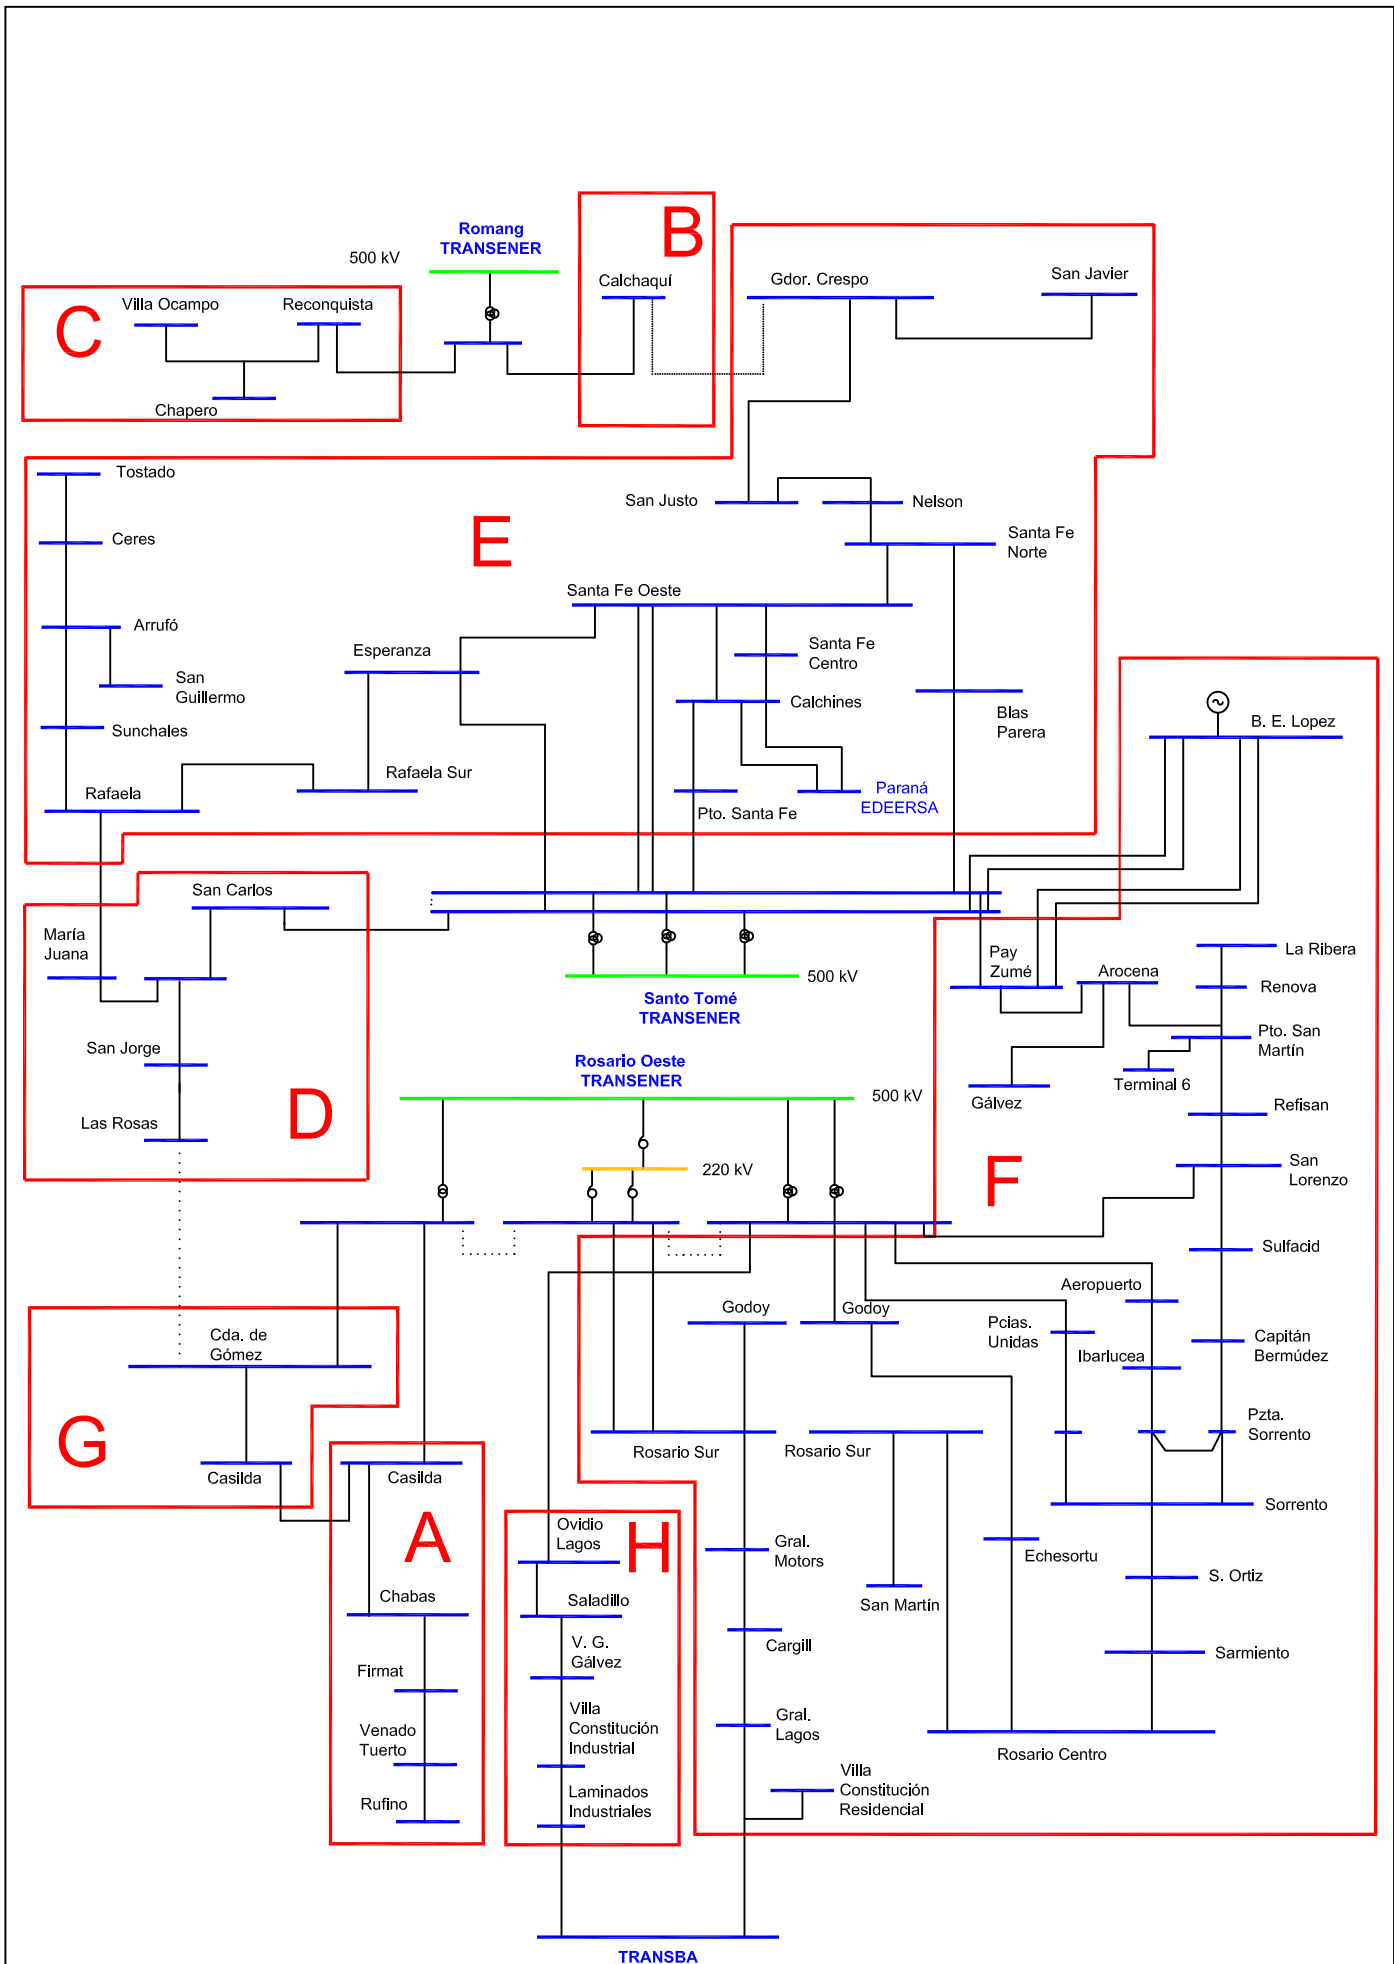 Romang
TRANSENER
500 kV
B
Calchaquí
Gdor. Crespo
San Javier
C
Villa Ocampo
Reconquista
Chapero
Tostado
San Justo
Nelson
Ceres
E
Santa Fe
Norte
Santa Fe Oeste
Arrufó
Esperanza
Santa Fe
Centro
San
Guillermo
Calchines
Sunchales
Blas
Parera
B. E. Lopez
Rafaela Sur
Rafaela
Paraná
EDEERSA
Pto. Santa Fe
San Carlos
María
Juana
Pay
Zumé
Arocena
La Ribera
500 kV
Renova
Santo Tomé
TRANSENER
Pto. San
Martín
San Jorge
Rosario Oeste
TRANSENER
Terminal 6
500 kV
Gálvez
Refisan
D
Las Rosas
220 kV
F
San
Lorenzo
Sulfacid
Aeropuerto
Godoy
Godoy
Pcias.
Unidas
Cda. de
Gómez
Ibarlucea
Capitán
Bermúdez
G
Pzta.
Sorrento
Rosario Sur
Rosario Sur
Casilda
Casilda
Sorrento
A
Ovidio
Lagos
H
Gral.
Motors
Echesortu
S. Ortiz
Chabas
Saladillo
San Martín
V. G.
Gálvez
Cargill
Sarmiento
Firmat
Villa
Constitución
Industrial
Gral.
Lagos
Venado
Tuerto
Rosario Centro
Villa
Constitución
Residencial
Rufino
Laminados
Industriales
TRANSBA